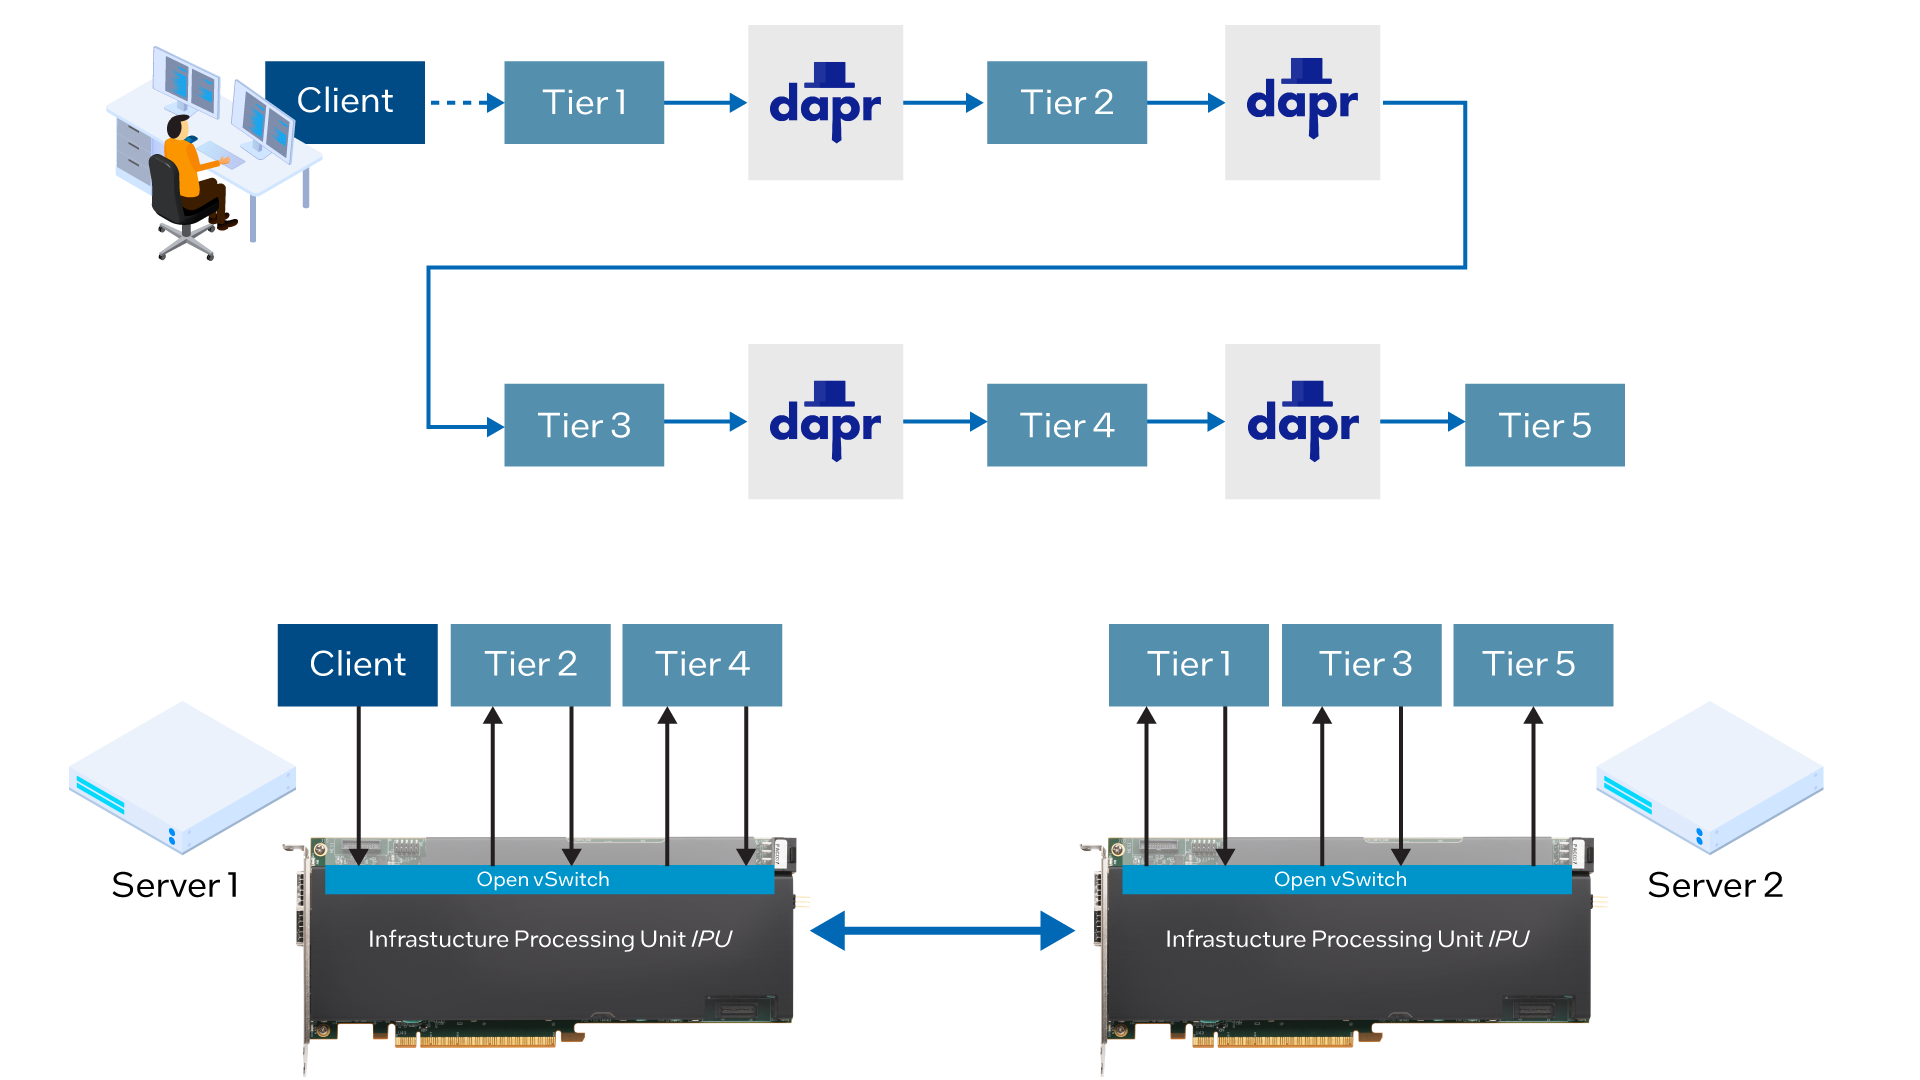 Client
Tier 1
dapr
Tier 2
dapr
Tier 3
dapr
Tier 4
dapr
Tier 5
Client
Tier 2
Tier 4
Tier 1
Tier 3
Tier 5
Server 1
Open vSwitch
Infrastucture Processing Unit IPU
Open vSwitch
Infrastucture Processing Unit IPU
Server 2